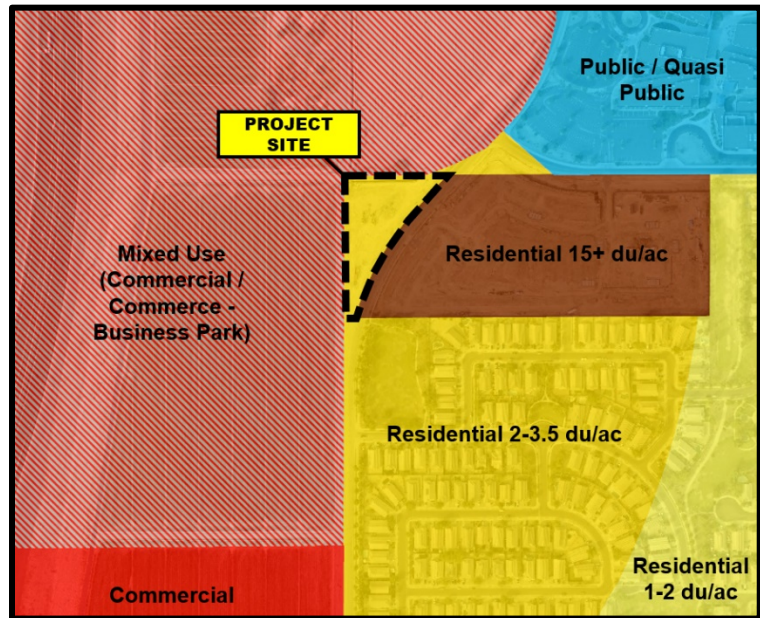 Public / Quasi
Public
PROJECT
SITE
Mixed Use
(Commercial /
Commerce -
Business Park)
Residential 15+ du/ac
Residential 2-3.5 du/ac
Residential
1-2 du/ac
Commercial